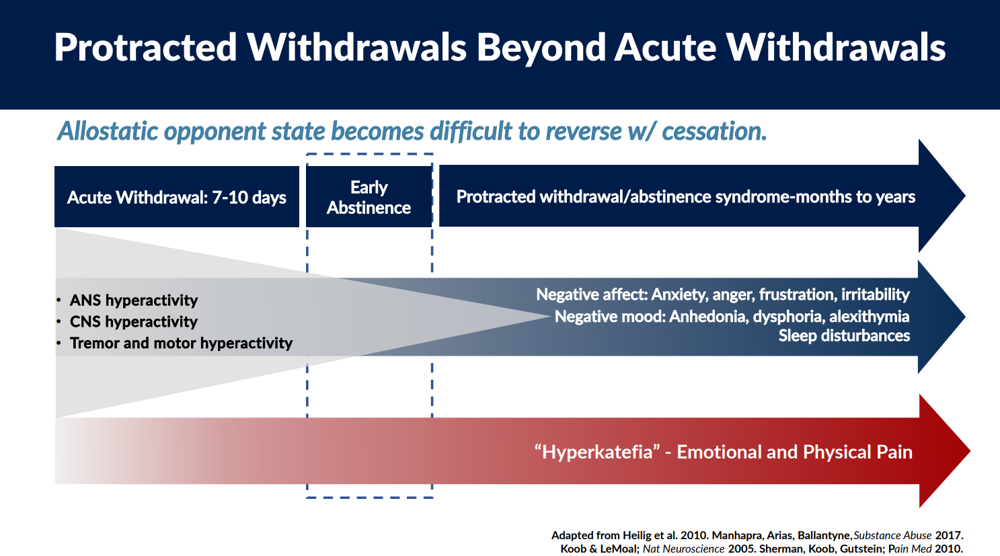 Protracted Withdrawals Beyond Acute Withdrawals
Allostatic opponent state becomes difficult to reverse w/ cessation.
Acute Withdrawal: 7-10 days
Early
Abstinence
Protracted withdrawal/abstinence syndrome-months to years
• ANS hyperactivity
• CNS hyperactivity
• Tremor and motor hyperactivity
Negative affect: Anxiety, anger, frustration, irritability
Negative mood: Anhedonia, dysphoria, alexithymia
Sleep disturbances
“Hyperkatefia” - Emotional and Physical Pain
Adapted from Heilig et al. 2010. Manhapra, Arias, Ballantyne,Substance Abuse 2017.
Koob & LeMoal; Nat Neuroscience 2005. Sherman, Koob, Gutstein; Pain Med 2010.